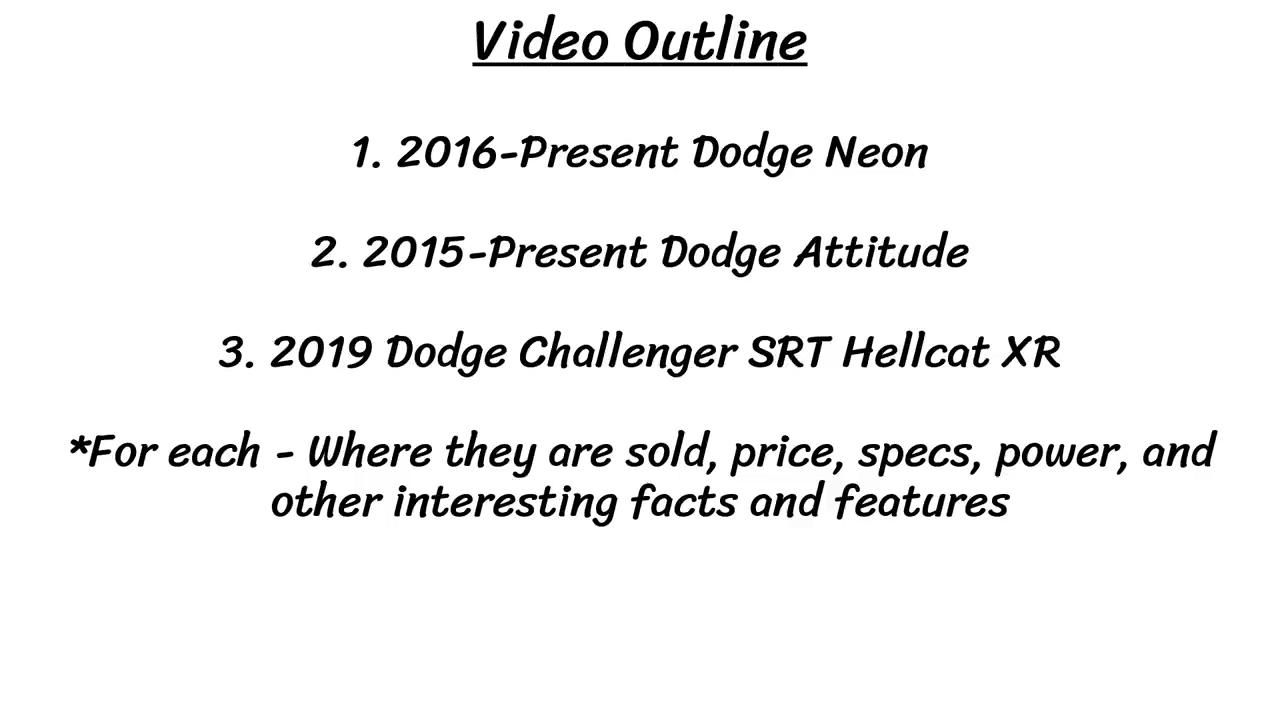 Video Outline
1. 2016-Present Dodge Neon
2. 2015-Present Dodge Attitude
3. 2019 Dodge Challenger SRT Hellcat XR
*For each - Where they are sold, price, specs, power, and
other interesting facts and features